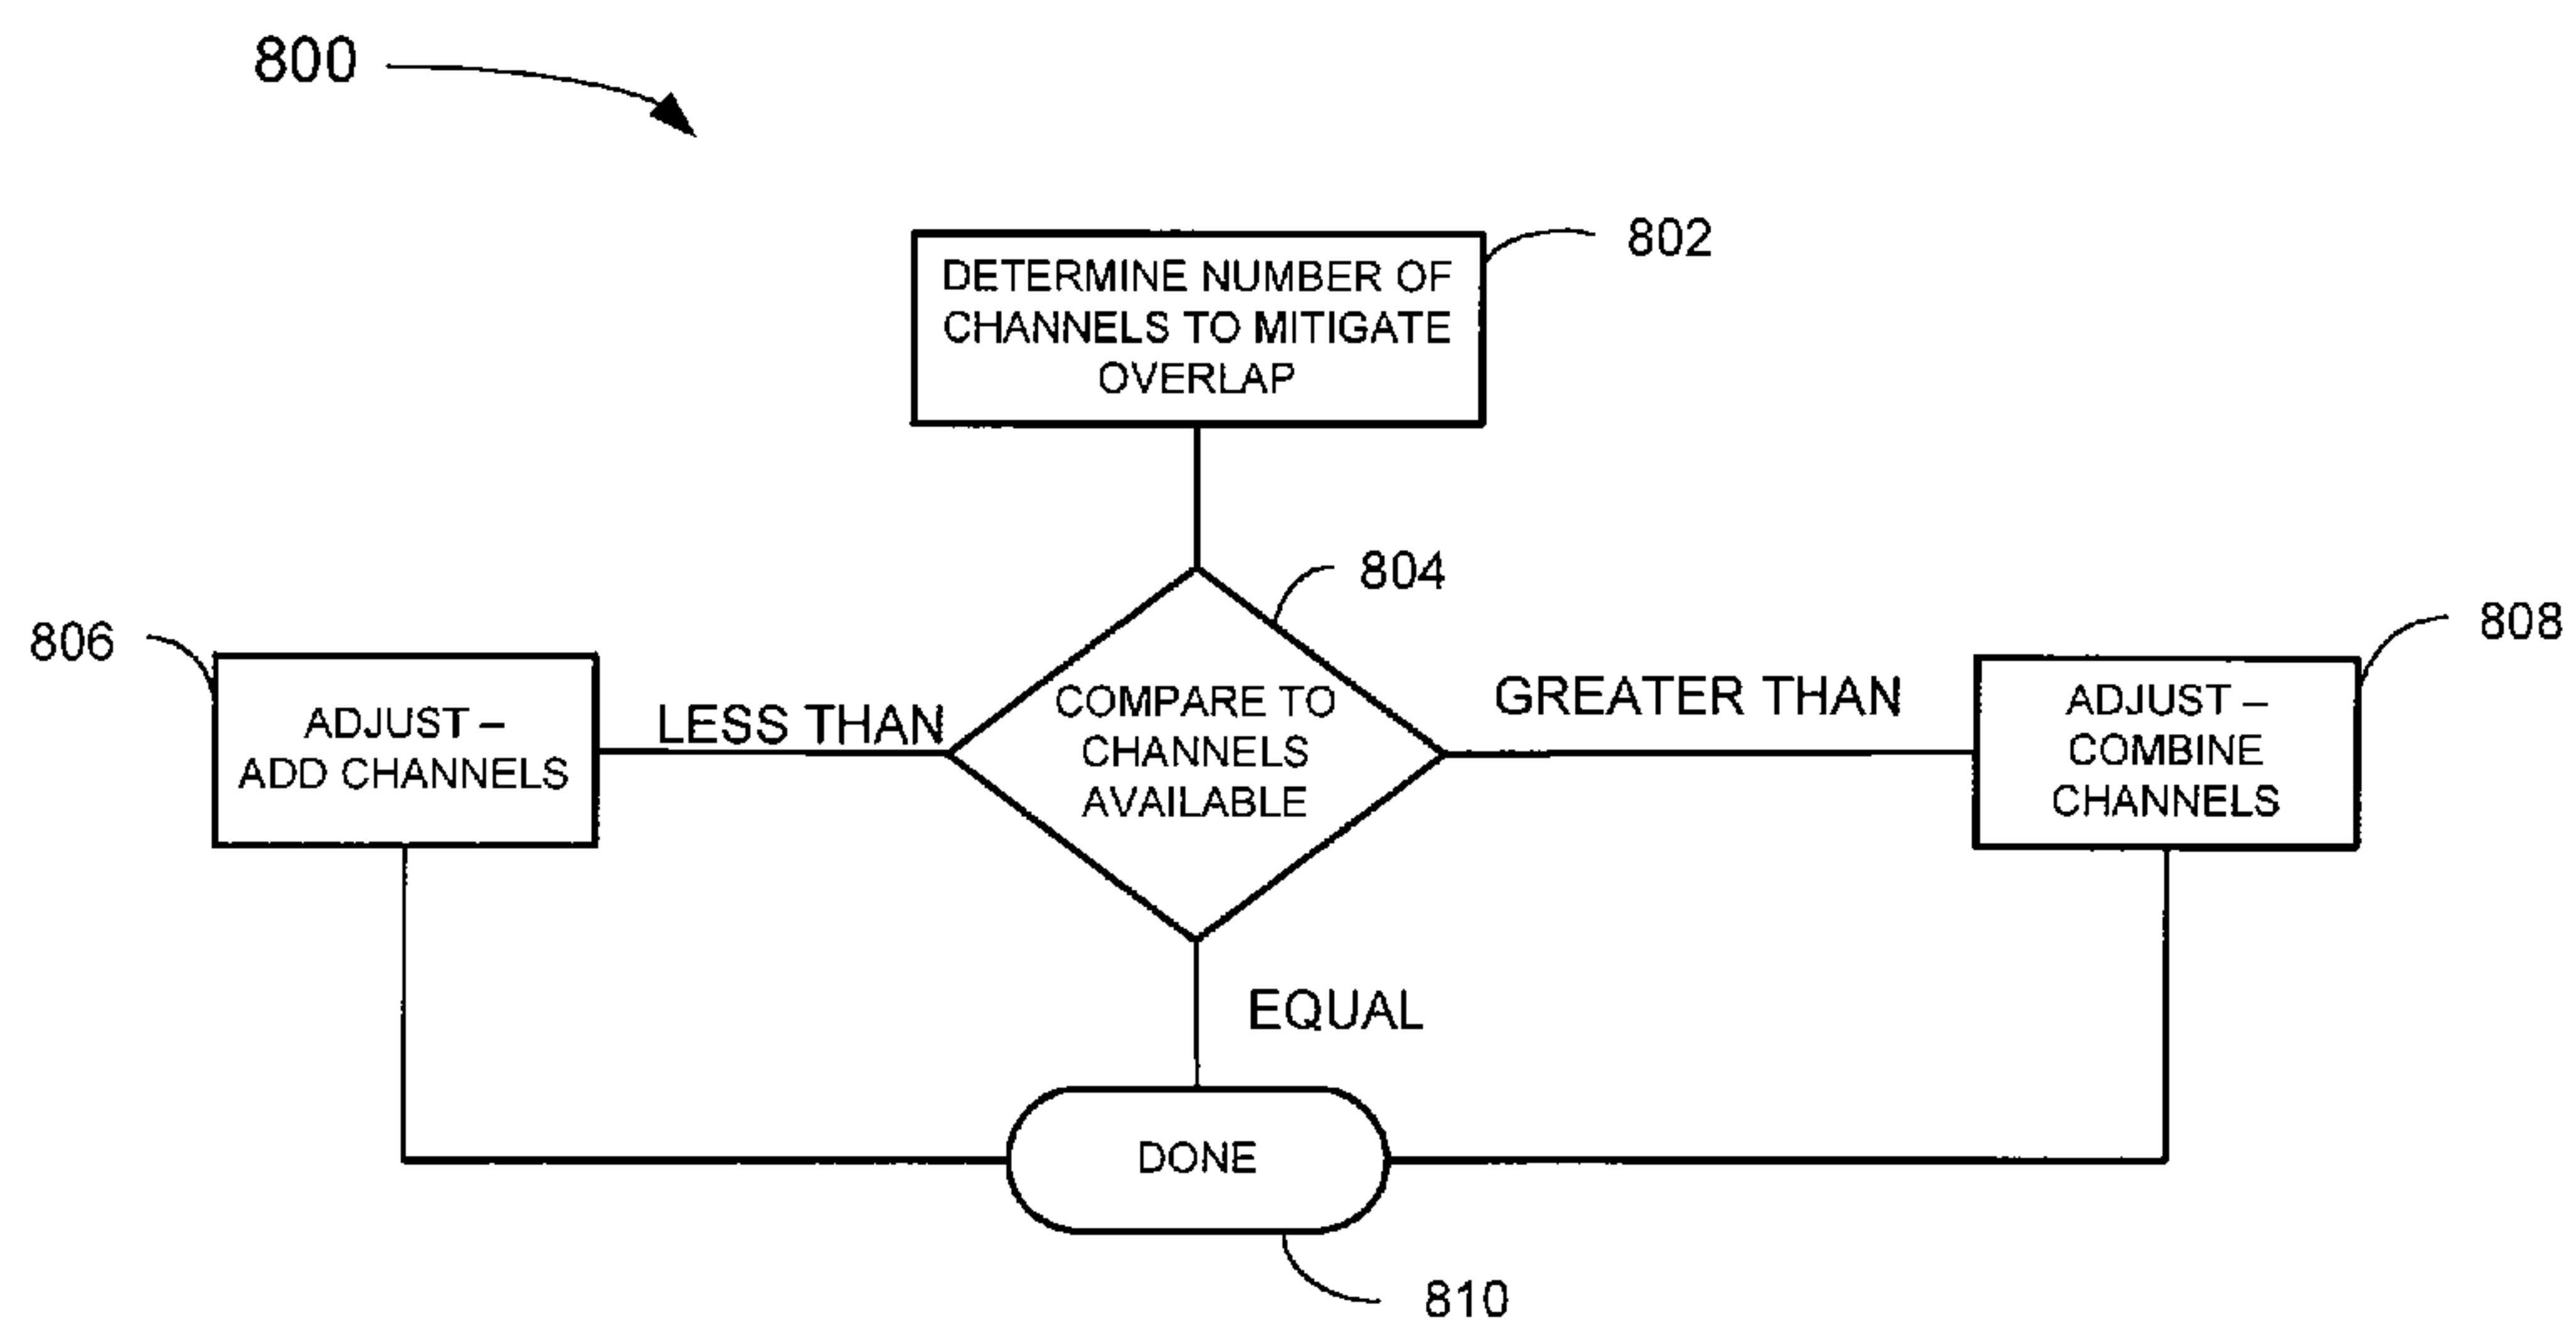 800
802
DETERMINE NUMBER OF
CHANNELS TO MITIGATE
OVERLAP
804
806
808
ADJUST –
ADD CHANNELS
LESS THAN
COMPARE TO
CHANNELS
AVAILABLE
GREATER THAN
ADJUST –
COMBINE
CHANNELS
EQUAL
DONE
810